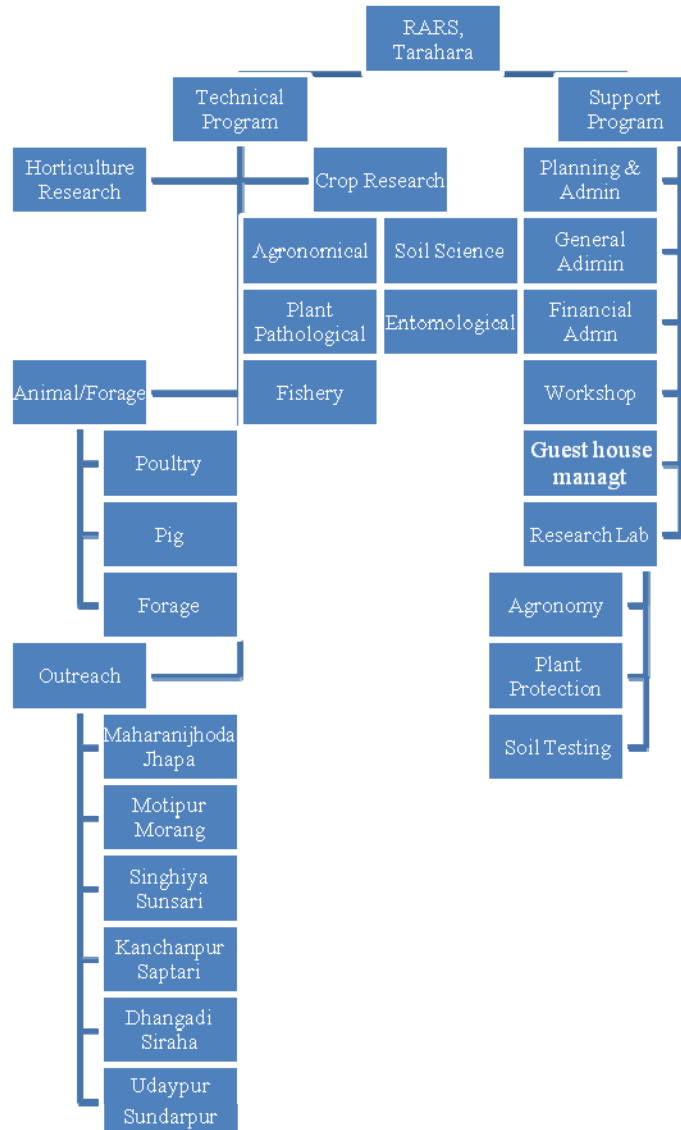 RARS,
Tarahara
Technical
Program
Support
Program
Horticulture
Research
Crop Research
Planning &
Admin
Agronomical
Soil Science
General
Adimin
Plant
Pathological
Entomological
Financial
Admn
Animal/Forage
Fishery
Workshop
Poultry
Guest house
managt
Pig
Research Lab
Forage
Agronomy
Outreach
Plant
Protection
Maharanijhoda
Jhapa
Soil Testing
Motipur
Morang
Singhiya
Sunsari
Kanchanpur
Saptari
Dhangadi
Siraha
Udaypur
Sundarpur